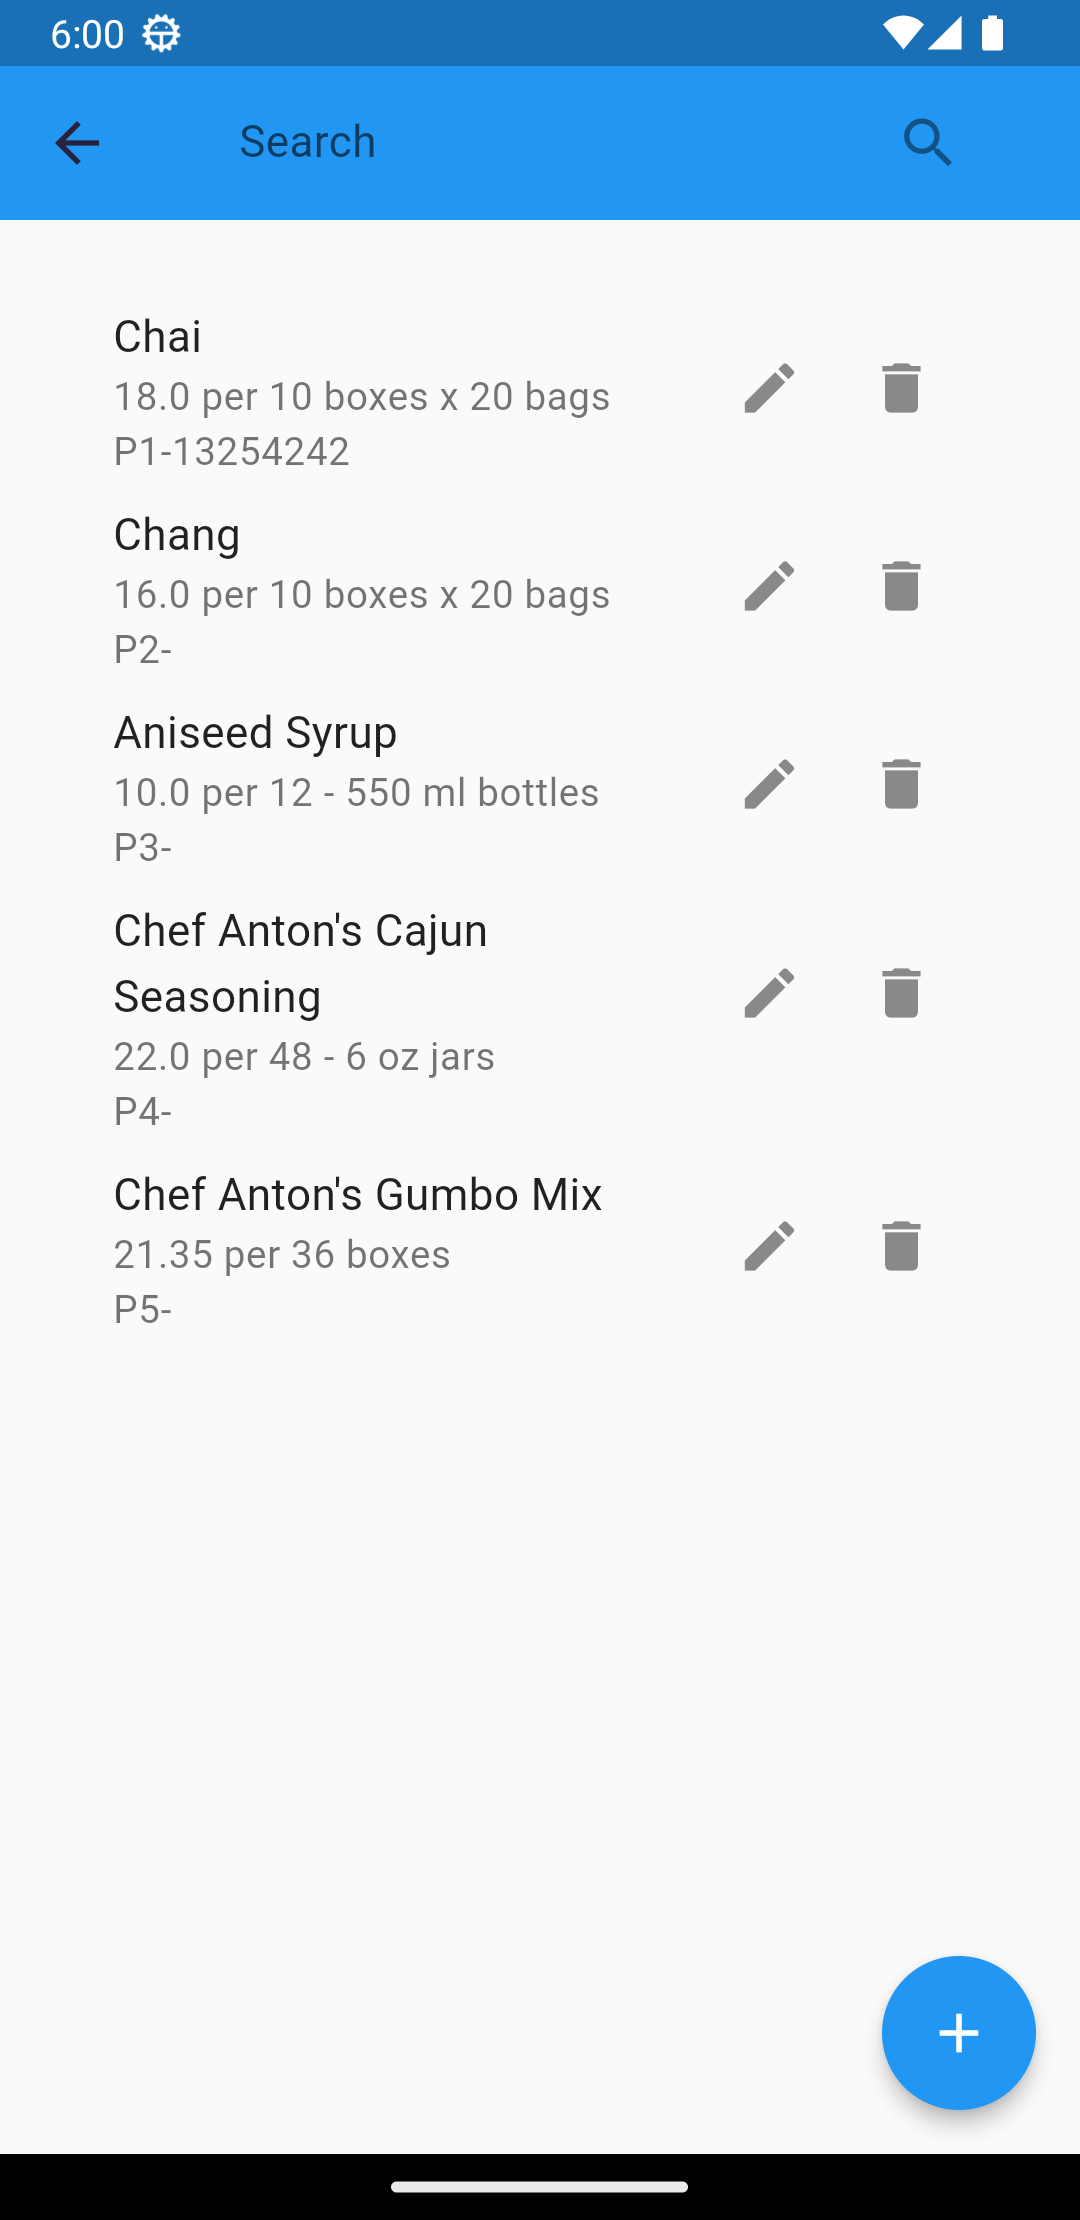 6:00
Search
Chai
18.0 per 10 boxes x 20 bags
P1-13254242
Chang
16.0 per 10 boxes x 20 bags
P2-
Aniseed Syrup
10.0 per 12 - 550 ml bottles
P3-
Chef Anton's Cajun
Seasoning
22.0 per 48 - 6 oz jars
P4-
Chef Anton's Gumbo Mix
21.35 per 36 boxes
P5-